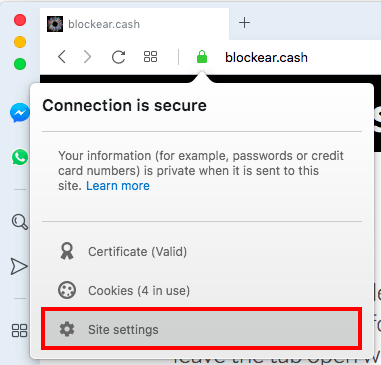 blockear.cash
blockear.cash
Connection is secure
Your information (for example, passwords or credit
card numbers) is private when it is sent to this
site. Learn more
Certificate (Valid)
Cookies (4 in use)
Site settings
leave the tab open w